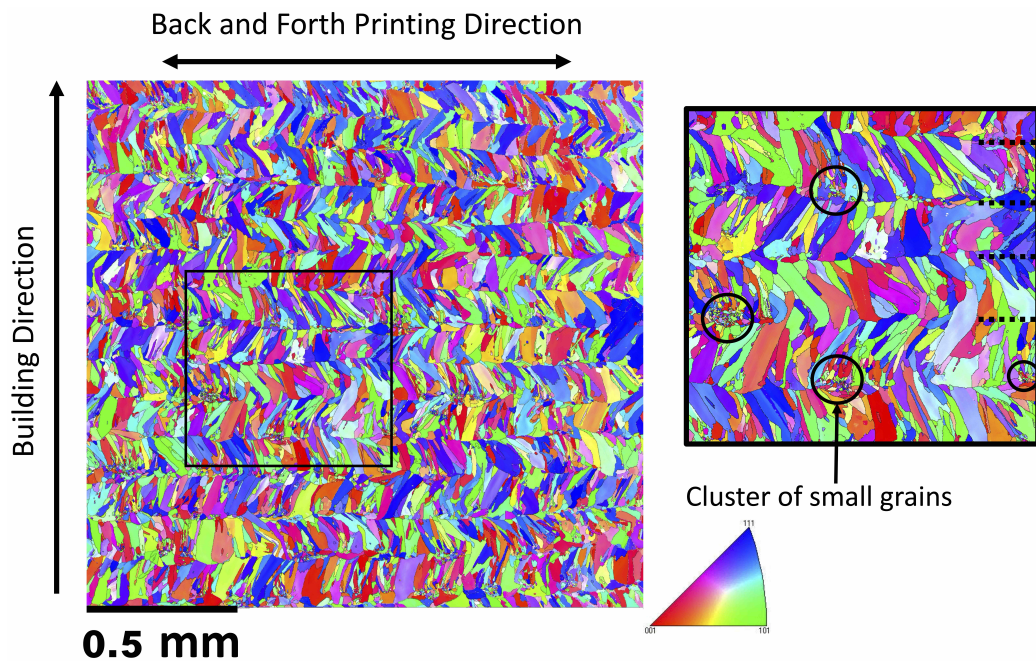 Back and Forth Printing Direction
Building Direction
Cluster of small grains
111
001
101
0.5 mm